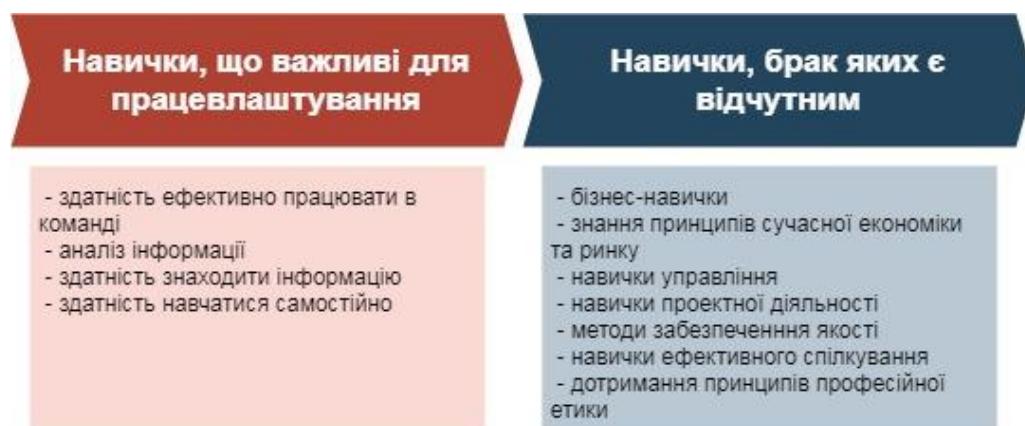 Навички, що важливі для
працевлаштування
- здатність ефективно працювати в
команді
- аналіз інформації
- здатність знаходити інформацію
- здатність навчатися самостійно
Навички, брак яких є
відчутним
- бізнес-навички
- знання принципів сучасної економіки
та ринку
- навички управління
- навички проектної діяльності
- методи забезпеченння якості
- навички ефективного спілкування
- дотримання принципів професійної
етики